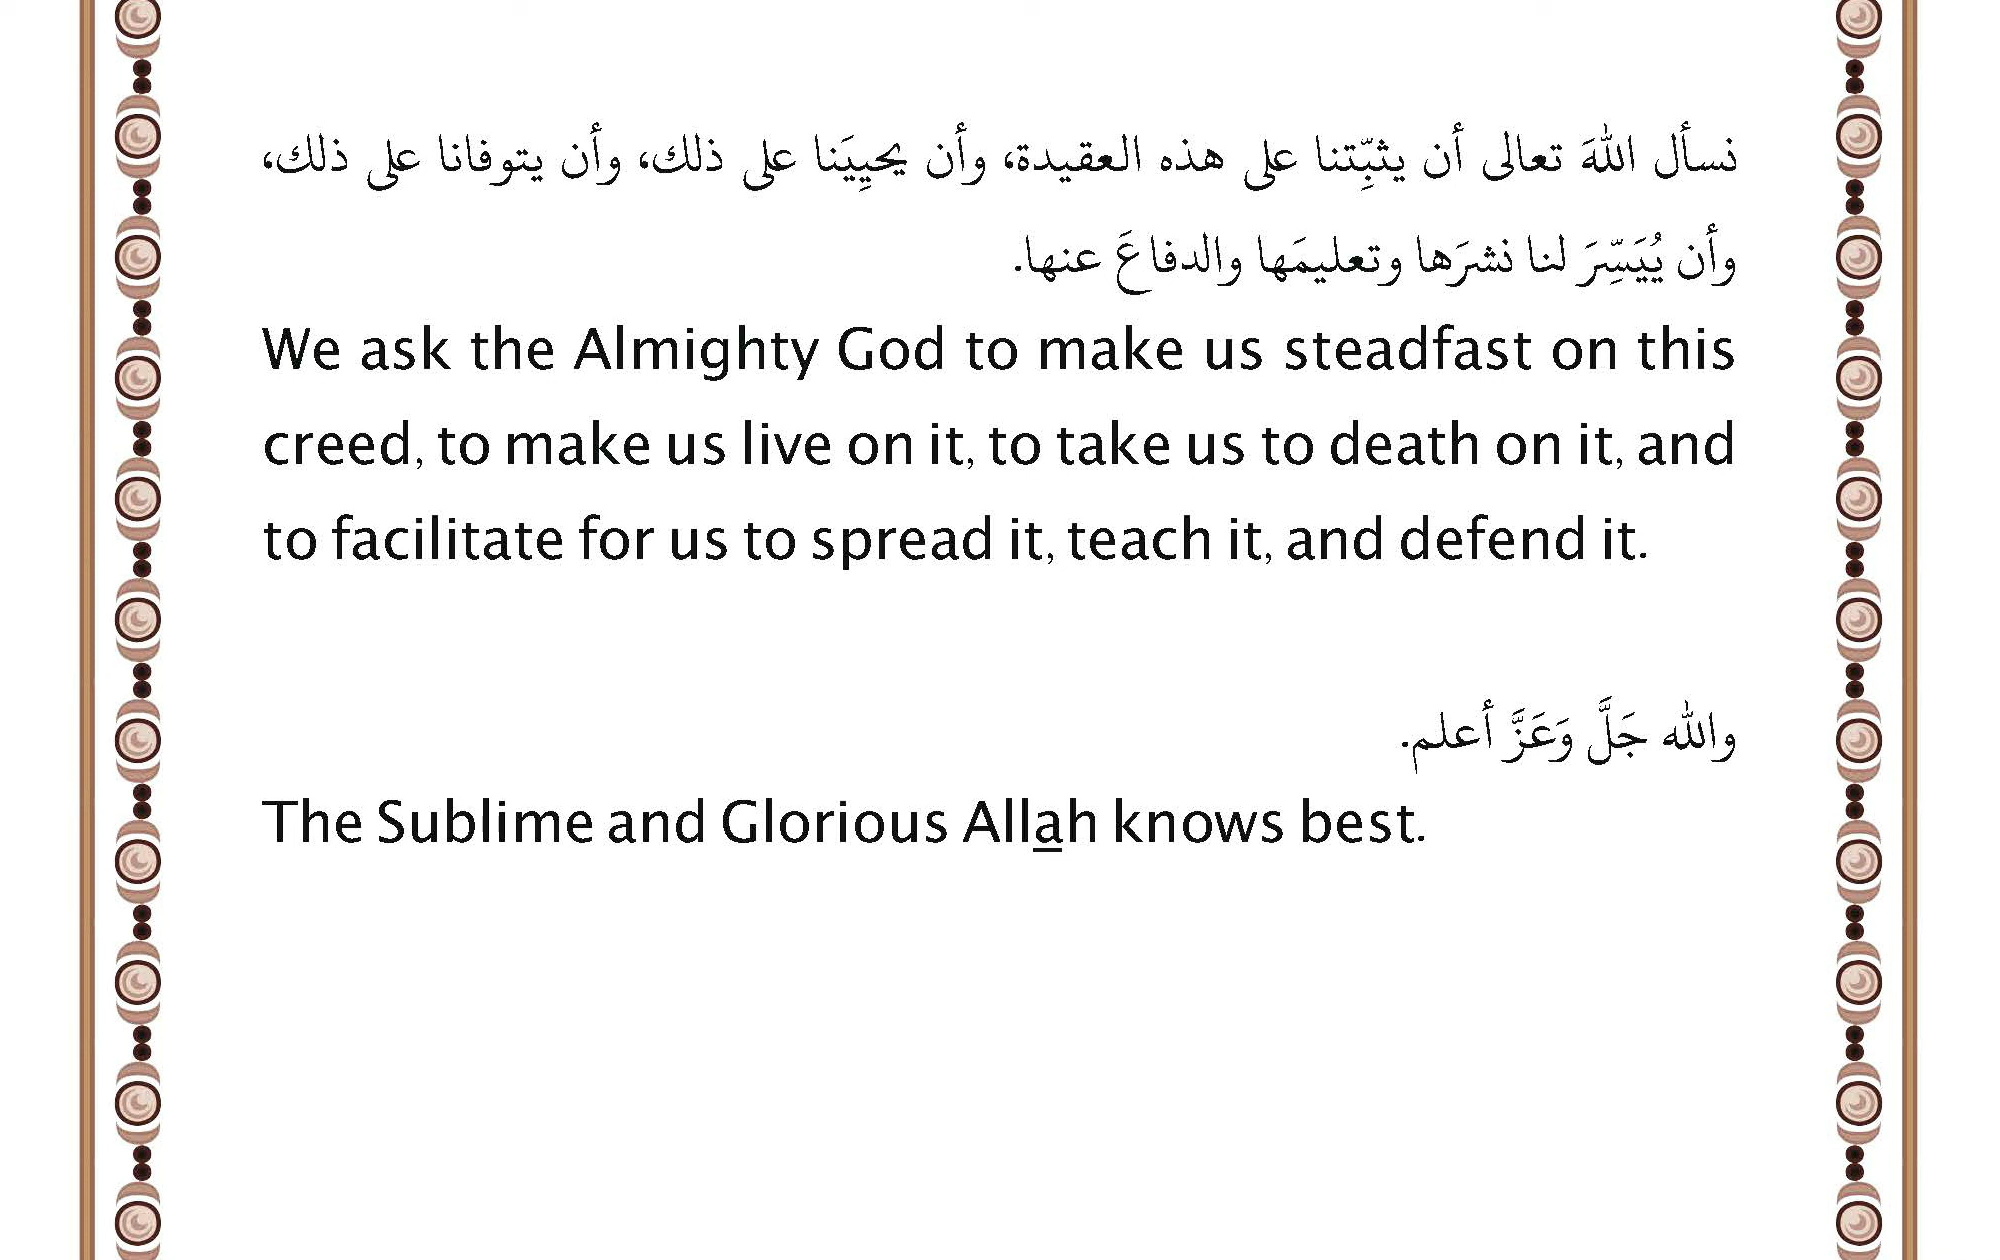 نسأل اللهَ تعالى أن يثبِّتنا على هذه العقيدة، وأن يحيِيَنا على ذلك، وأن يتوفانا على ذلك،
وأن يُيَسِّرَ لنا نشرَها وتعليمَها والدفاعَ عنها.
We ask the Almighty God to make us steadfast on this
creed, to make us live on it, to take us to death on it, and
to facilitate for us to spread it, teach it, and defend it.
والله جَلَّ وَعَزَّ أعلم.
The Sublime and Glorious Allah knows best.